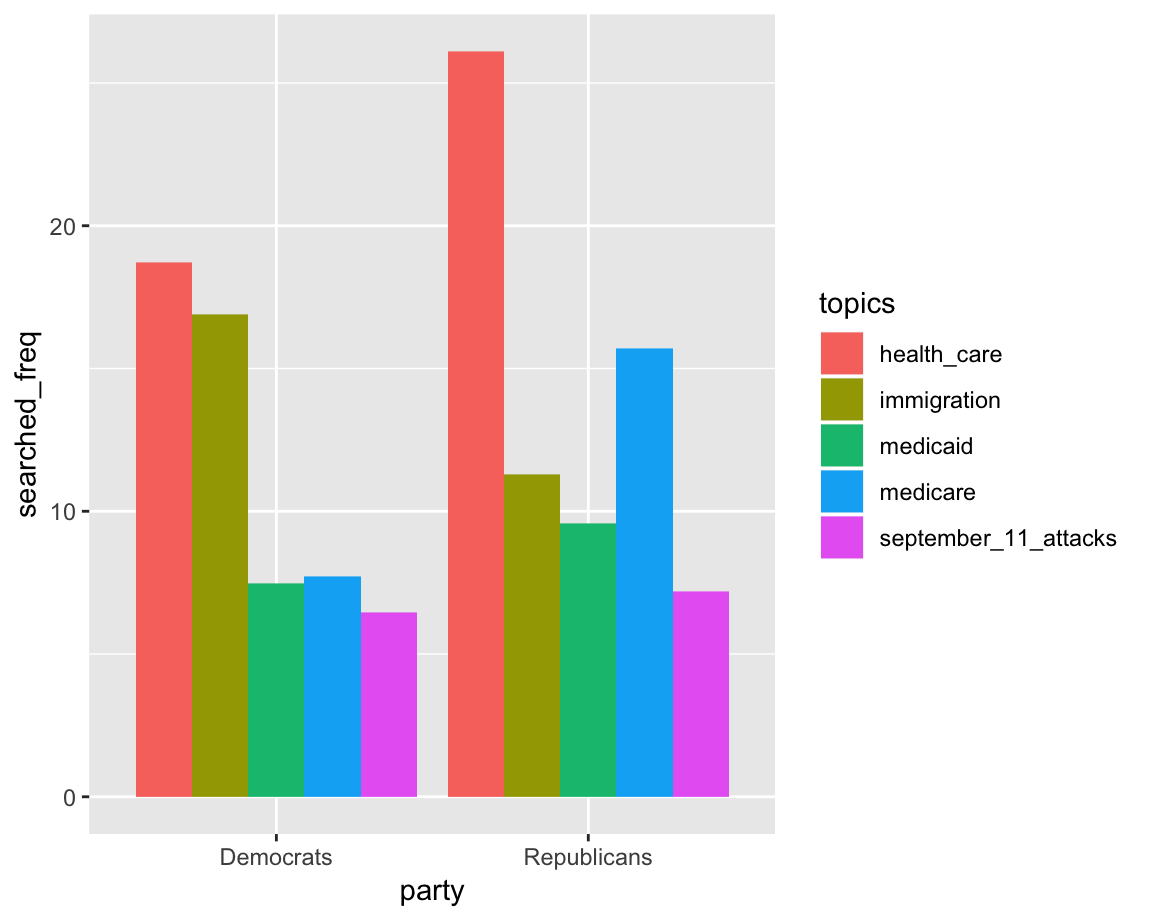 searched_freq
20
10
0
Democrats
Republicans
party
topics
health_care
immigration
medicaid
medicare
september_11_attacks